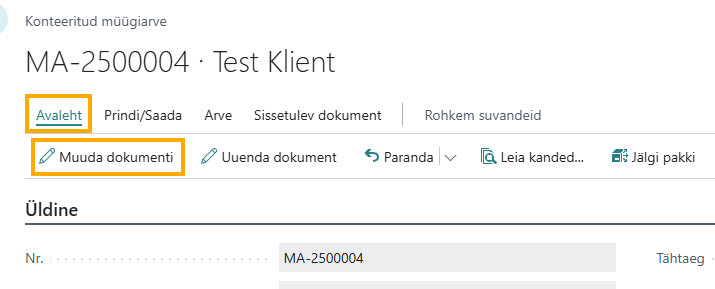 Konteeritud müügiarve
MA-2500004 · Test Klient
Avaleht Prindi/Saada Arve Sissetulev dokument Rohkem suvandeid
Muuda dokumenti Uuenda dokument Paranda Leia kanded... Jälgi pakki
Üldine
Nr. MA-2500004 Tähtaeg